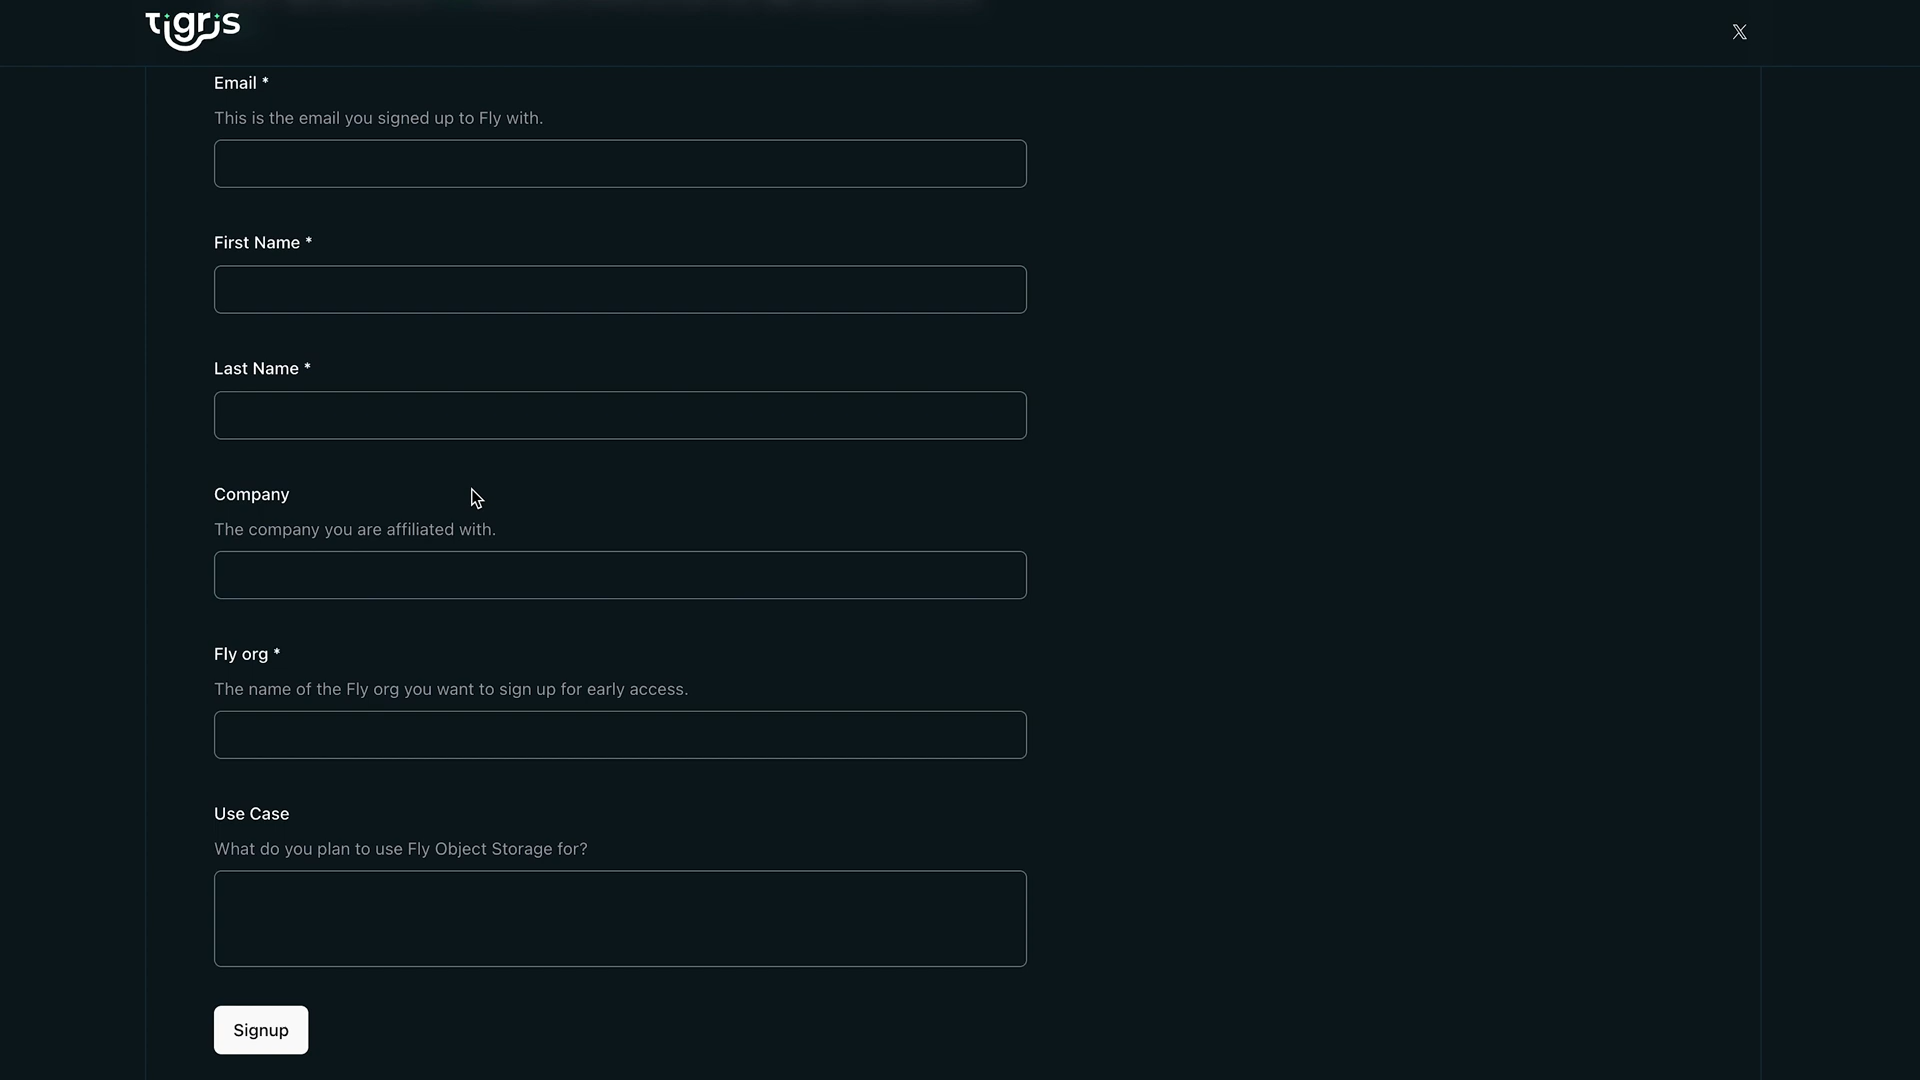 tigris
Email *
This is the email you signed up to Fly with.
First Name *
Last Name *
Company
The company you are affiliated with.
Fly org *
The name of the Fly org you want to sign up for early access.
Use Case
What do you plan to use Fly Object Storage for?
Signup